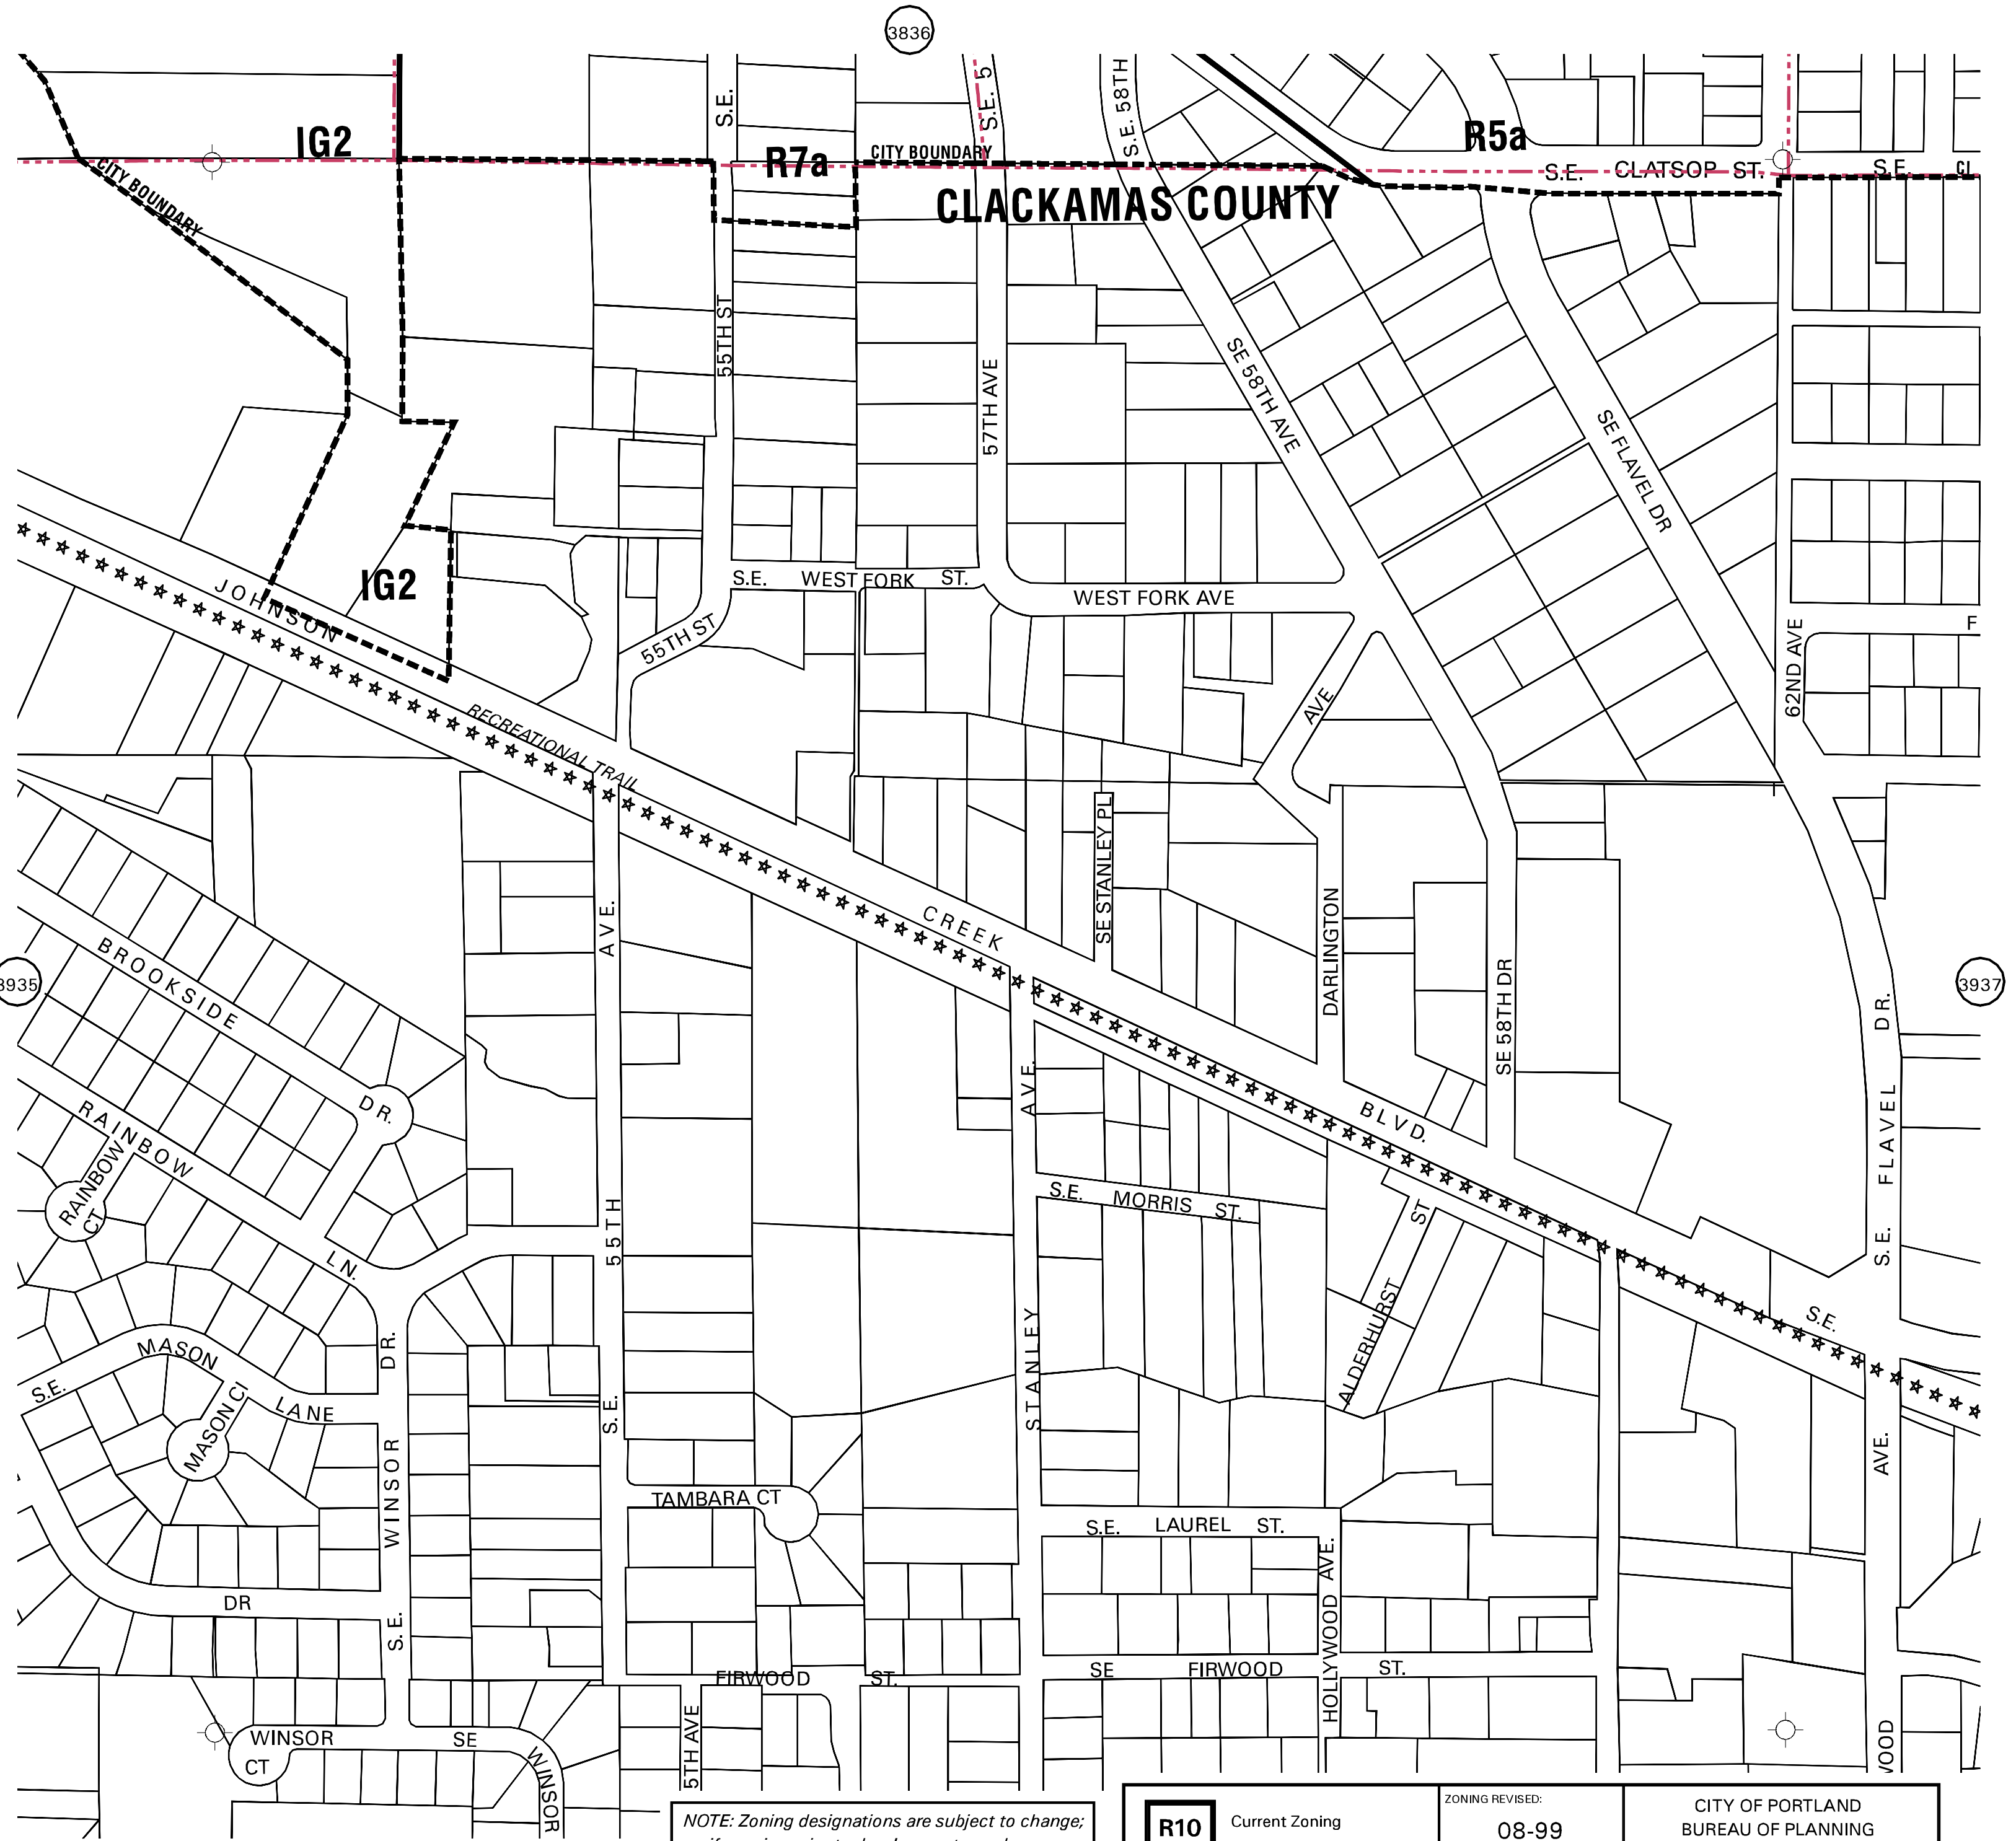 3836
IG2
S.E.
R7a
CITY BOUNDARY
S.E. 5
S.E. 58TH
R5a
S.E. CLATSOP ST.
S.E.
CITY BOUNDARY
CLACKAMAS COUNTY
55TH ST
57TH AVE
SE 58TH AVE
SE FLAVEL DR
IG2
JOHNSON
S.E. WEST FORK ST.
WEST FORK AVE
55TH ST
AVE
62ND AVE
F
RECREATIONAL TRAIL
SE STANLEY PL
CREEK
AVE.
DARLINGTON
SE 58TH DR
3935
3937
BROOKSIDE
DR.
DR.
RAINBOW
LN.
RAINBOW
CT.
AVE.
BLVD.
S.E. MORRIS ST.
ST
ALDERHURST
S.E. FLAVEL
S.E.
55TH
S.E.
STANLEY
MASON
S.E.
LANE
MASON CT
DR.
WINSOR
S.E.
AVE.
TAMBARA CT
S.E. LAUREL ST.
HOLLYWOOD AVE.
DR
FIRWOOD ST.
SE FIRWOOD ST.
WINSOR
CT
SE
WINSOR
5TH AVE
WOOD
NOTE: Zoning designations are subject to change;
R10
Current Zoning
ZONING REVISED:
08-99
CITY OF PORTLAND
BUREAU OF PLANNING